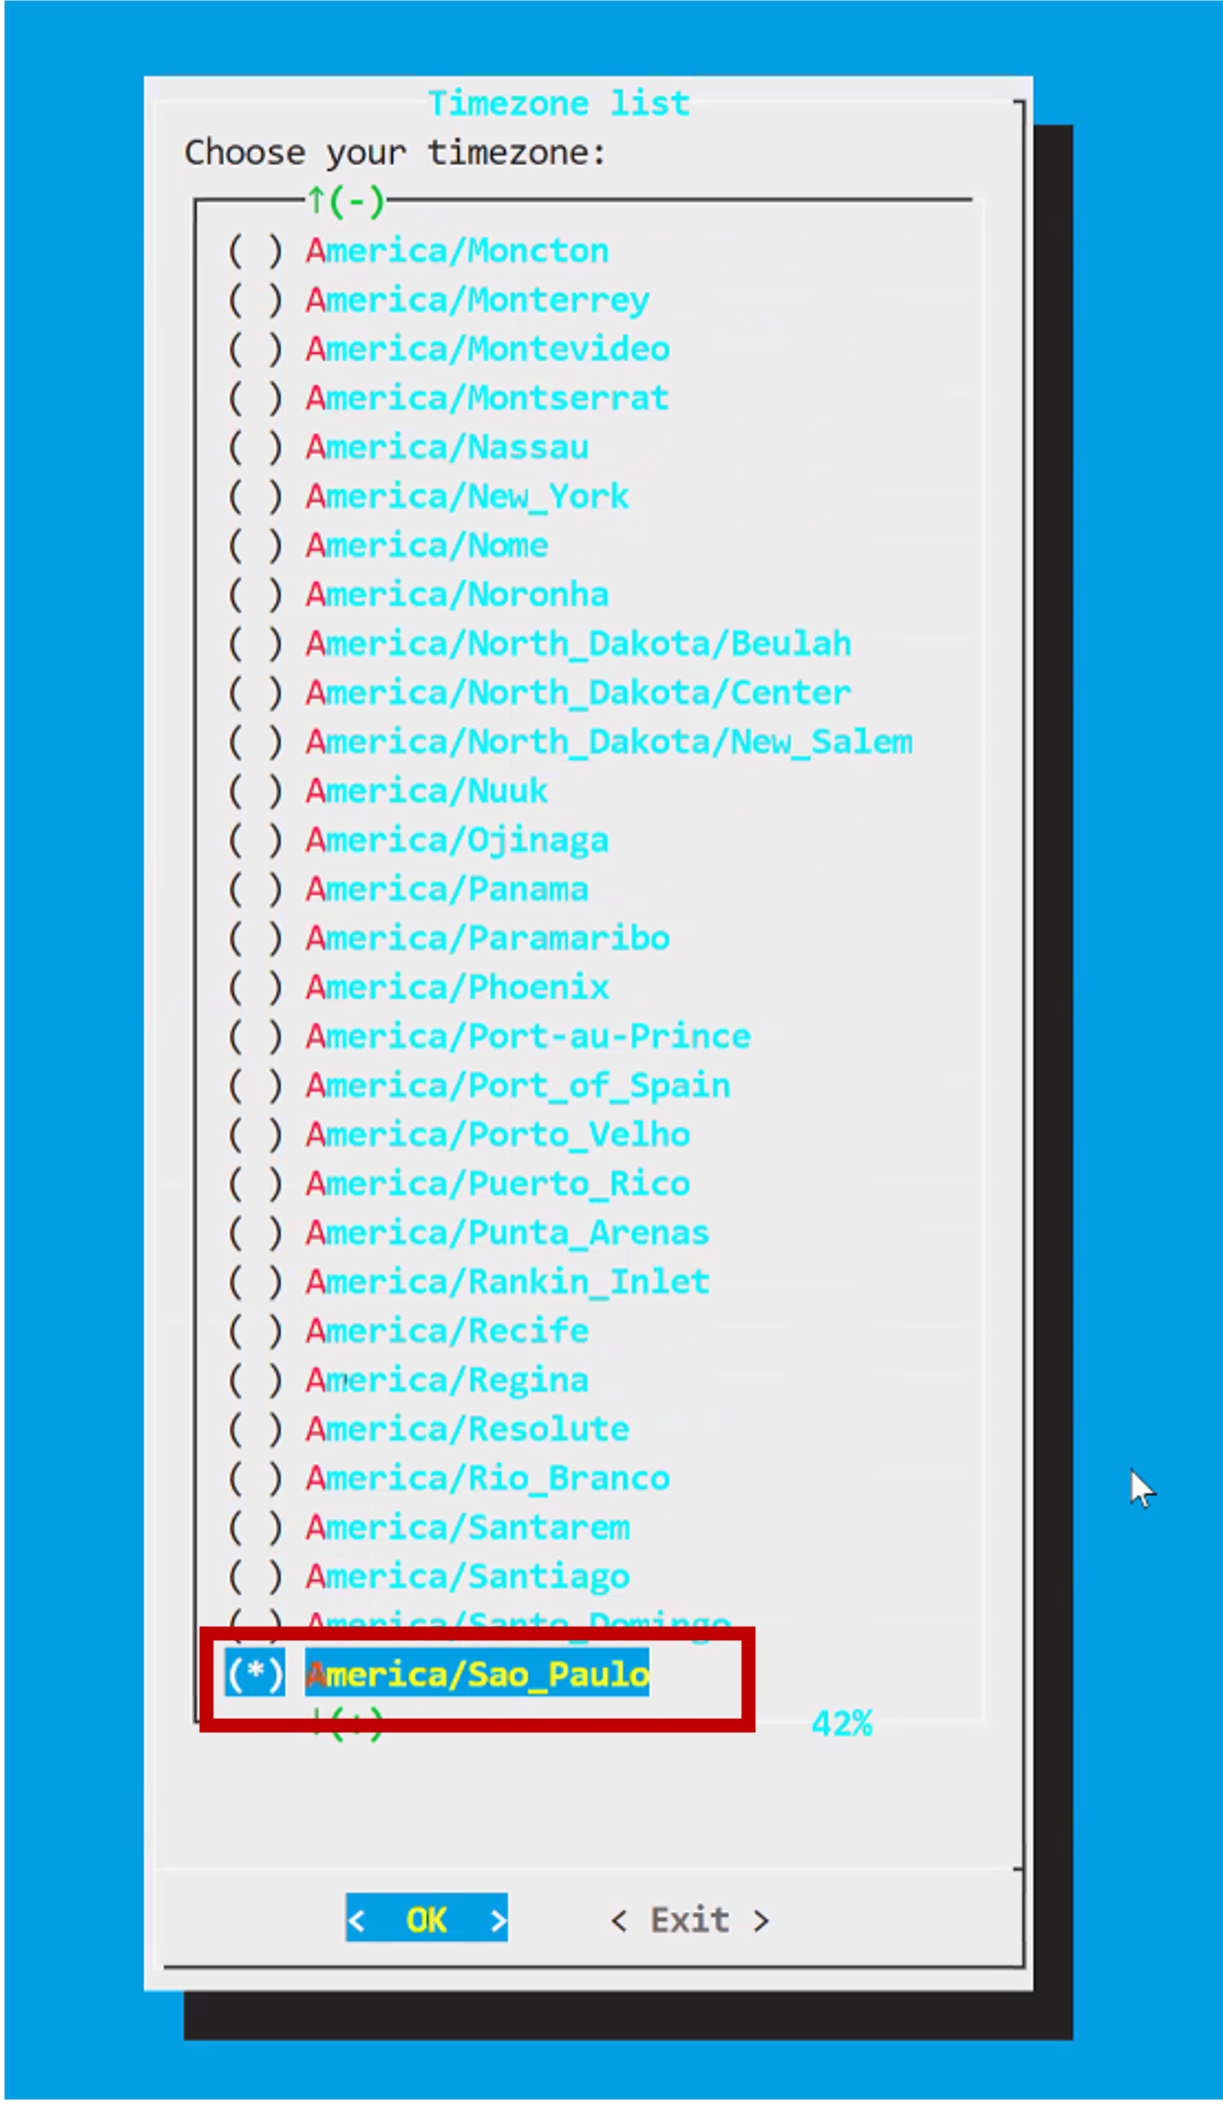 Timezone list
Choose your timezone:
↑(-)
( ) America/Moncton
( ) America/Monterrey
( ) America/Montevideo
( ) America/Montserrat
( ) America/Nassau
( ) America/New_York
( ) America/Nome
( ) America/Noronha
( ) America/North_Dakota/Beulah
( ) America/North_Dakota/Center
( ) America/North_Dakota/New_Salem
( ) America/Nuuk
( ) America/Ojinaga
( ) America/Panama
( ) America/Paramaribo
( ) America/Phoenix
( ) America/Port-au-Prince
( ) America/Port_of_Spain
( ) America/Porto_Velho
( ) America/Puerto_Rico
( ) America/Punta_Arenas
( ) America/Rankin_Inlet
( ) America/Recife
( ) America/Regina
( ) America/Resolute
( ) America/Rio_Branco
( ) America/Santarem
( ) America/Santiago
( ) America/Santo_Domingo
(*) America/Sao_Paulo
↓(+) 42%
< OK > < Exit >